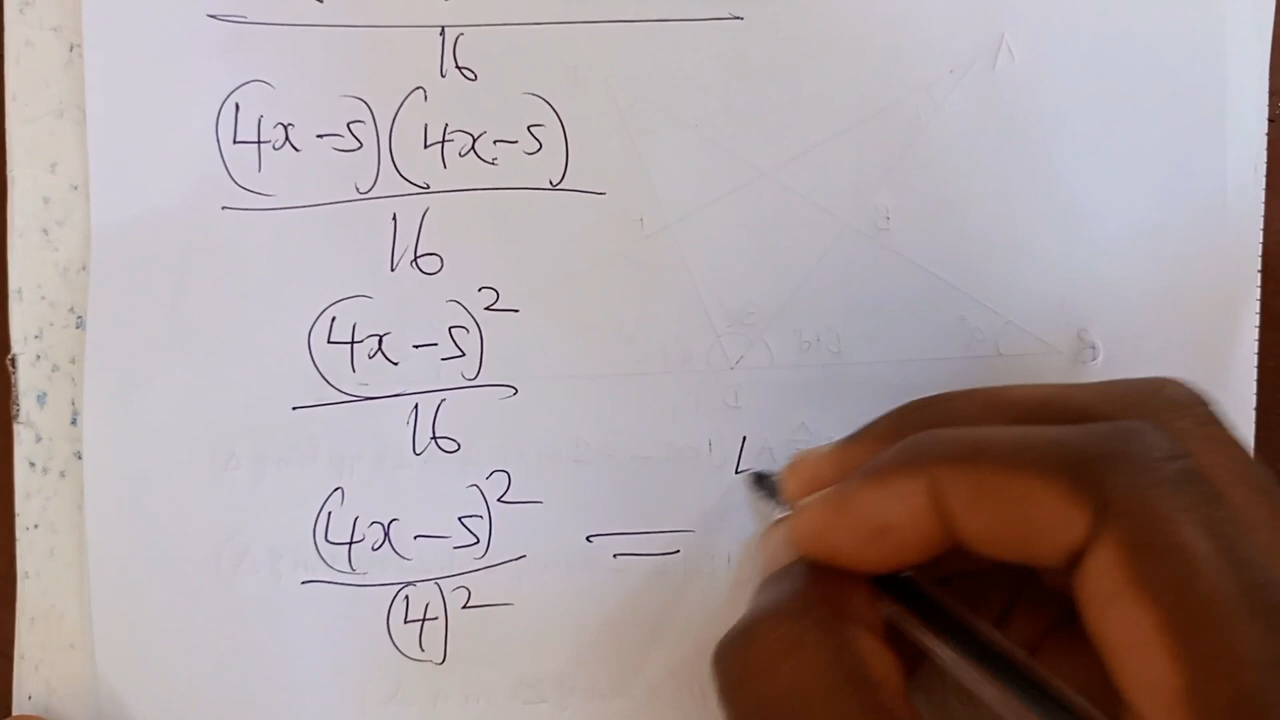 16
(4x-5)(4x-5)
16
(4x-5)²
16
(4x-5)² =
(4)²